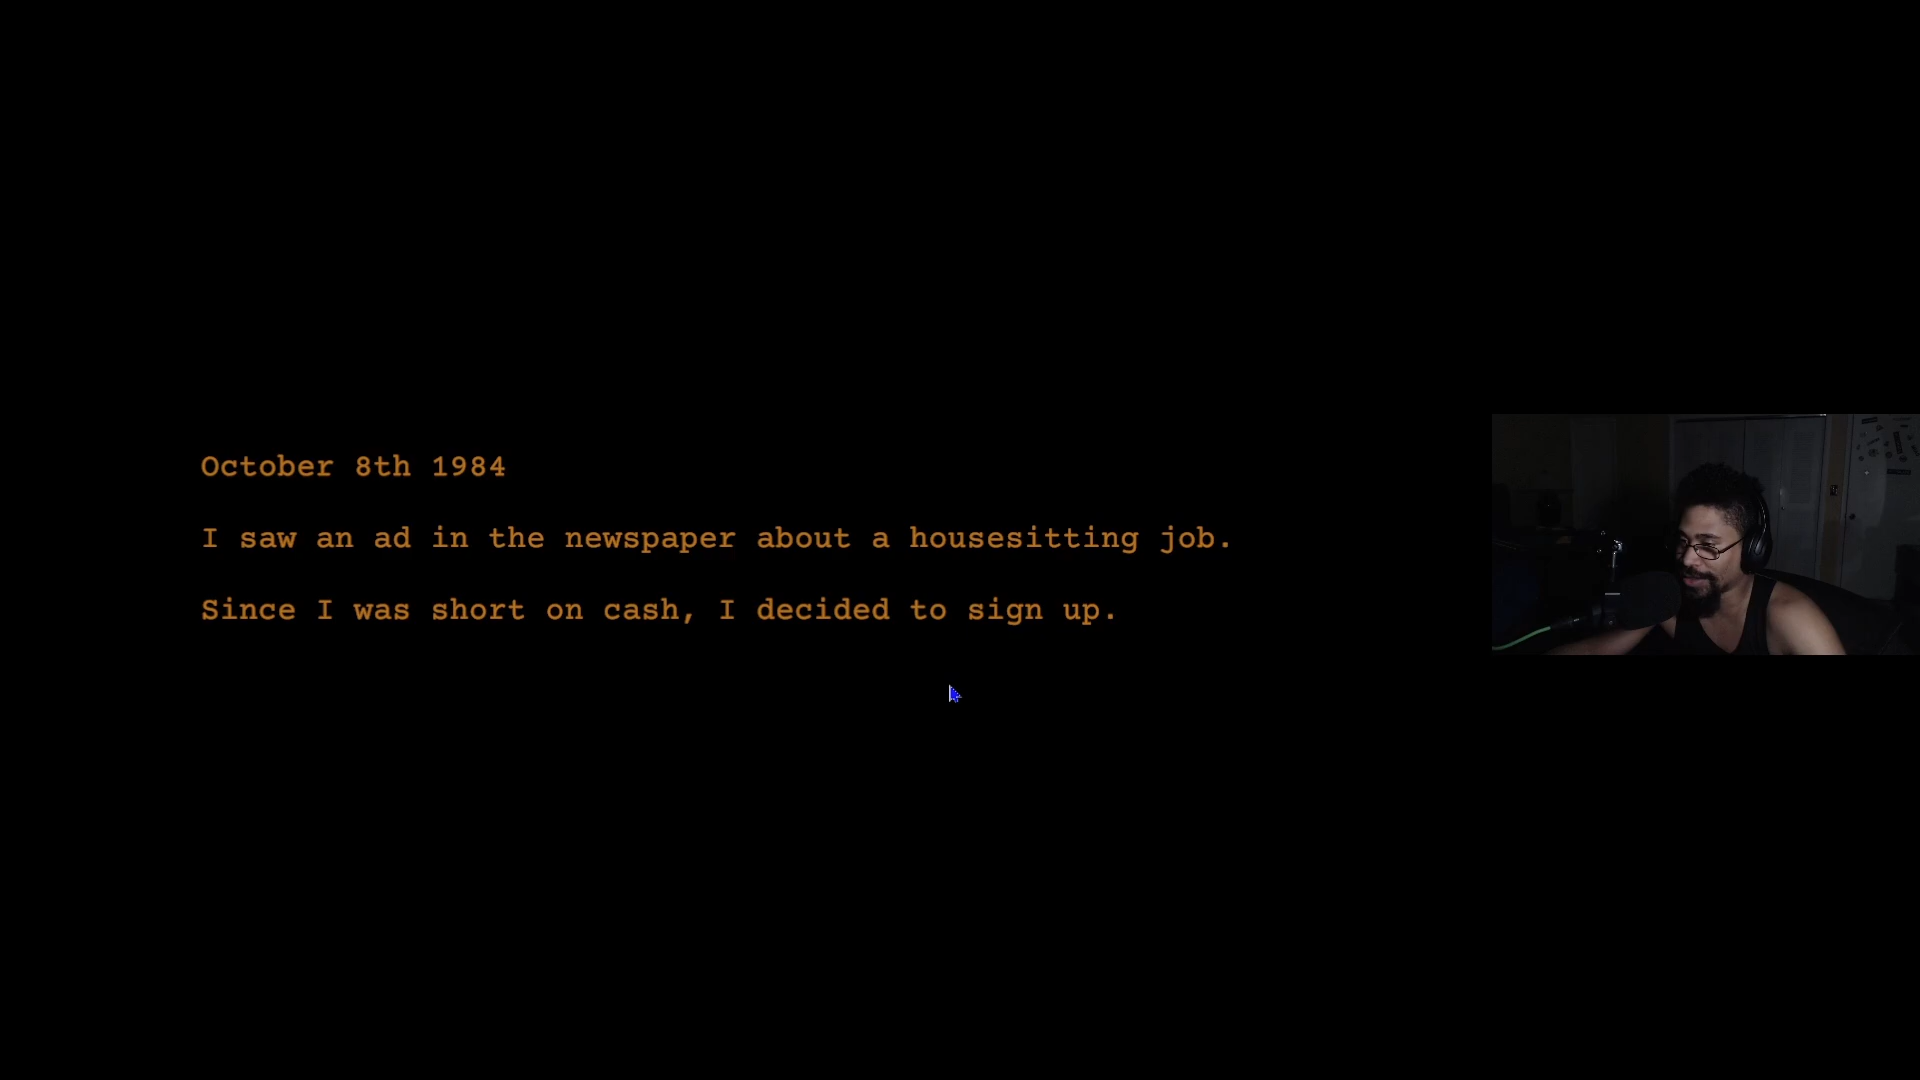 October 8th 1984
I saw an ad in the newspaper about a housesitting job.
Since I was short on cash, I decided to sign up.